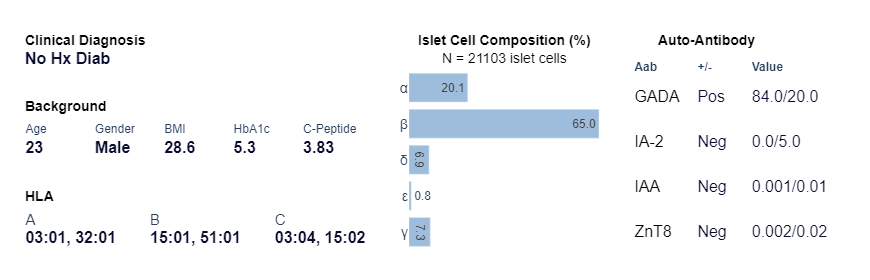 Clinical Diagnosis
No Hx Diab
Background
Age Gender BMI HbA1c C-Peptide
23 Male 28.6 5.3 3.83
HLA
A B C
03:01, 32:01 15:01, 51:01 03:04, 15:02
Islet Cell Composition (%)
N = 21103 islet cells
α 20.1
β 65.0
δ 6.9
ε 0.8
γ 7.3
Auto-Antibody
Aab +/- Value
GADA Pos 84.0/20.0
IA-2 Neg 0.0/5.0
IAA Neg 0.001/0.01
ZnT8 Neg 0.002/0.02